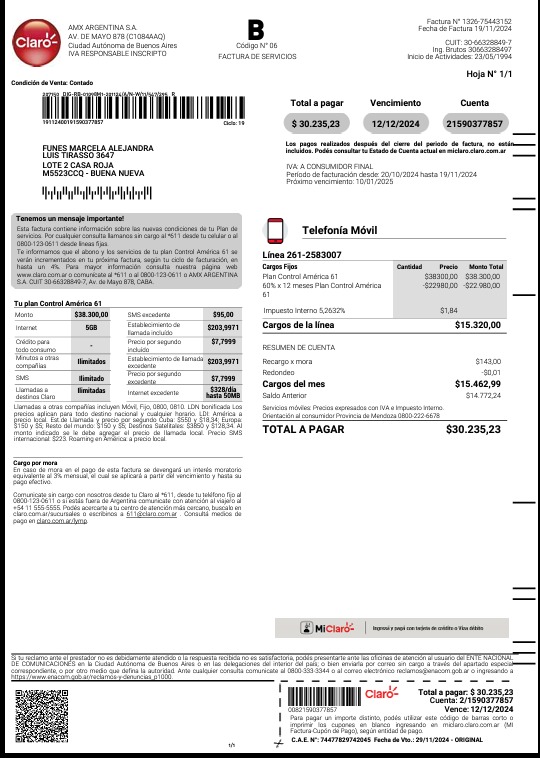 Claro
AMX ARGENTINA S.A.
AV. DE MAYO 878 (C1084AAQ)
Ciudad Autónoma de Buenos Aires
IVA RESPONSABLE INSCRIPTO
B
Código N° 06
FACTURA DE SERVICIOS
Factura N° 1326-75443152
Fecha de Factura 19/11/2024
CUIT: 30-66328849-7
Ing. Brutos 30663288497
Inicio de Actividades: 23/05/1994
Hoja N° 1/1
Condición de Venta: Contado
19112400191590377857
Ciclo: 19
FUNES MARCELA ALEJANDRA
LUIS TIRASSO 3647
LOTE 2 CASA ROJA
M5523CCQ - BUENA NUEVA
Total a pagar Vencimiento Cuenta
$ 30.235,23 12/12/2024 21590377857
Los pagos realizados después del cierre del periodo de factura, no están
incluidos. Podés consultar tu Estado de Cuenta actual en miclaro.claro.com.ar
IVA: A CONSUMIDOR FINAL
Periodo de facturación desde: 20/10/2024 hasta 19/11/2024
Próximo vencimiento: 10/01/2025
Tenemos un mensaje importante!
Esta factura contiene información sobre las nuevas condiciones de tu Plan de
servicios. Por cualquier consulta llamanos sin cargo al *611 desde tu celular o al
0800-123-0611 desde lineas fijas.
Te informamos que el abono y los servicios de tu plan Control América 61 se
verán incrementados en tu próxima factura, según tu ciclo de facturación, en
hasta un 4%. Para mayor información consulta nuestra página web
www.claro.com.ar o comunicate al *611 o al 0800-123-0611 o AMX ARGENTINA
S.A. CUIT 30-66328849-7, Av. de Mayo 878, CABA.
Tu plan Control América 61
Monto $38.300,00 SMS excedente $95,00
Internet 5GB Establecimiento de llamada incluido $203,9971
Crédito para todo consumo - Precio por segundo incluido $7,7999
Minutos a otras compañías Ilimitados Establecimiento de llamada excedente $203,9971
SMS Ilimitado Precio por segundo excedente $7,7999
Llamadas a destinos Claro Ilimitadas Internet excedente $328/día hasta 50MB
Llamadas a otras compañías incluyen Móvil, Fijo, 0800, 0810. LDN bonificada Los
precios aplican para todo destino nacional y cualquier horario. LDI: América a
precio local. Est de Llamada y precio por segundo Cuba: $550 y $18,34; Europa:
$150 y $5; Resto del mundo: $150 y $5; Destinos Satelitales: $3850 y $128,34. Al
monto indicado se le debe agregar el precio de llamada local. Precio SMS
internacional: $223. Roaming en América: a precio local.
Cargo por mora
En caso de mora en el pago de esta factura se devengará un interés moratorio
equivalente al 3% mensual, el cual se aplicará a partir del vencimiento y hasta su
pago efectivo.
Comunicate sin cargo con nosotros desde tu Claro al *611, desde tu teléfono fijo al
0800-123-0611 o si estás fuera de Argentina comunicate con atención al viajero al
+54 11 555-5555. Podés acercarte a tu centro de atención más cercano, buscalo en
claro.com.ar/sucursales o escribinos a 611@claro.com.ar . Consultá medios de
pago en claro.com.ar/lymp.
Telefonía Móvil
Línea 261-2583007
Cargos Fijos Cantidad Precio Monto Total
Plan Control América 61 $38300,00 $38.300,00
60% x 12 meses Plan Control América -$22980,00 -$22.980,00
61
Impuesto Interno 5,2632% $1,84
Cargos de la línea $15.320,00
RESUMEN DE CUENTA
Recargo x mora $143,00
Redondeo -$0,01
Cargos del mes $15.462,99
Saldo Anterior $14.772,24
Servicios móviles: Precios expresados con IVA e Impuesto Interno.
Orientación al consumidor Provincia de Mendoza 0800-222-6678
TOTAL A PAGAR $30.235,23
MiClaro Ingresá y pagá con tarjeta de crédito o Visa débito
Si tu reclamo ante el prestador no es debidamente atendido o la respuesta recibida no es satisfactoria, podés presentarte ante las oficinas de atención al usuario del ENTE NACIONAL
DE COMUNICACIONES en la Ciudad Autónoma de Buenos Aires o en las delegaciones del interior del país; o bien enviarla por correo sin cargo a través del apartado especial
correspondiente, o por otro medio que defina la autoridad. Ante cualquier consulta comunicate al 0800-333-3344 o al correo electrónico reclamos@enacom.gob.ar o ingresando a
https://www.enacom.gob.ar/reclamos-y-denuncias_p1000.
1/1
00821590377857
Claro
Total a pagar: $ 30.235,23
Cuenta: 2/1590377857
Vence: 12/12/2024
Para pagar un importe distinto, podés utilizar este código de barras corto o
imprimir los cupones en blanco ingresando en miclaro.claro.com.ar (MI
Factura-Cupón de Pago), según entidad de pago.
C.A.E. N°: 74477829742045 Fecha de Vto.: 29/11/2024 - ORIGINAL